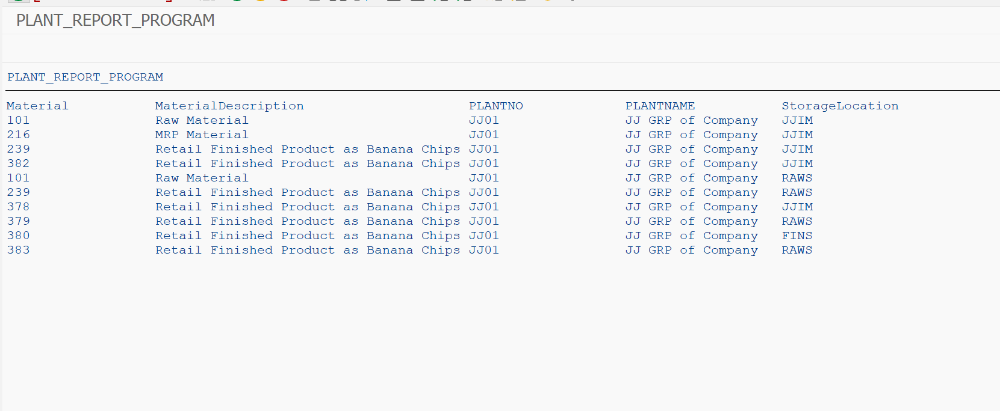 PLANT_REPORT_PROGRAM
PLANT_REPORT_PROGRAM
Material MaterialDescription PLANTNO PLANTNAME StorageLocation
101 Raw Material JJ01 JJ GRP of Company JJIM
216 MRP Material JJ01 JJ GRP of Company JJIM
239 Retail Finished Product as Banana Chips JJ01 JJ GRP of Company JJIM
382 Retail Finished Product as Banana Chips JJ01 JJ GRP of Company JJIM
101 Raw Material JJ01 JJ GRP of Company RAWS
239 Retail Finished Product as Banana Chips JJ01 JJ GRP of Company RAWS
378 Retail Finished Product as Banana Chips JJ01 JJ GRP of Company JJIM
379 Retail Finished Product as Banana Chips JJ01 JJ GRP of Company RAWS
380 Retail Finished Product as Banana Chips JJ01 JJ GRP of Company FINS
383 Retail Finished Product as Banana Chips JJ01 JJ GRP of Company RAWS